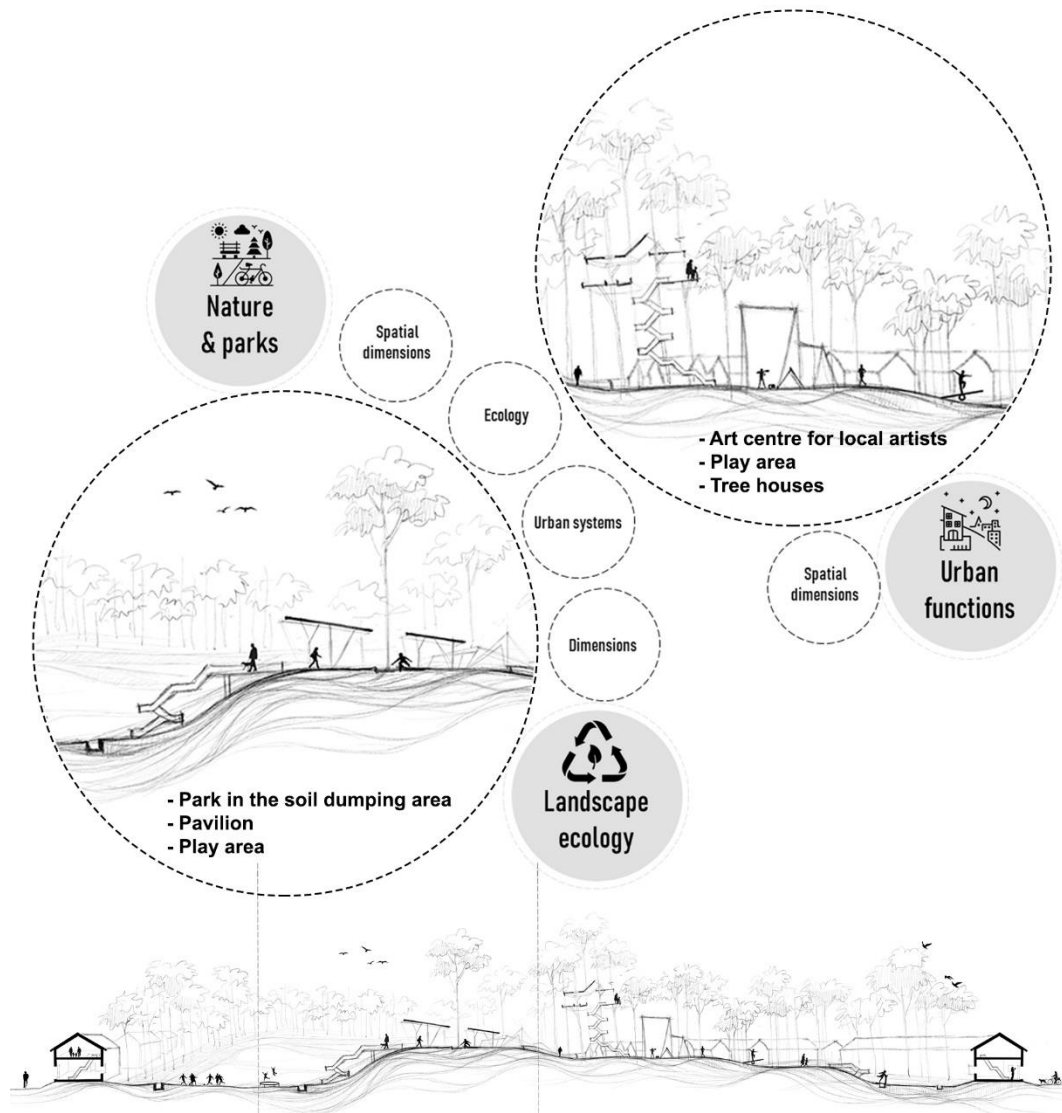 Nature
& parks
Spatial
dimensions
Ecology
Urban systems
Dimensions
- Art centre for local artists
- Play area
- Tree houses
Spatial
dimensions
Urban
functions
- Park in the soil dumping area
- Pavilion
- Play area
Landscape
ecology